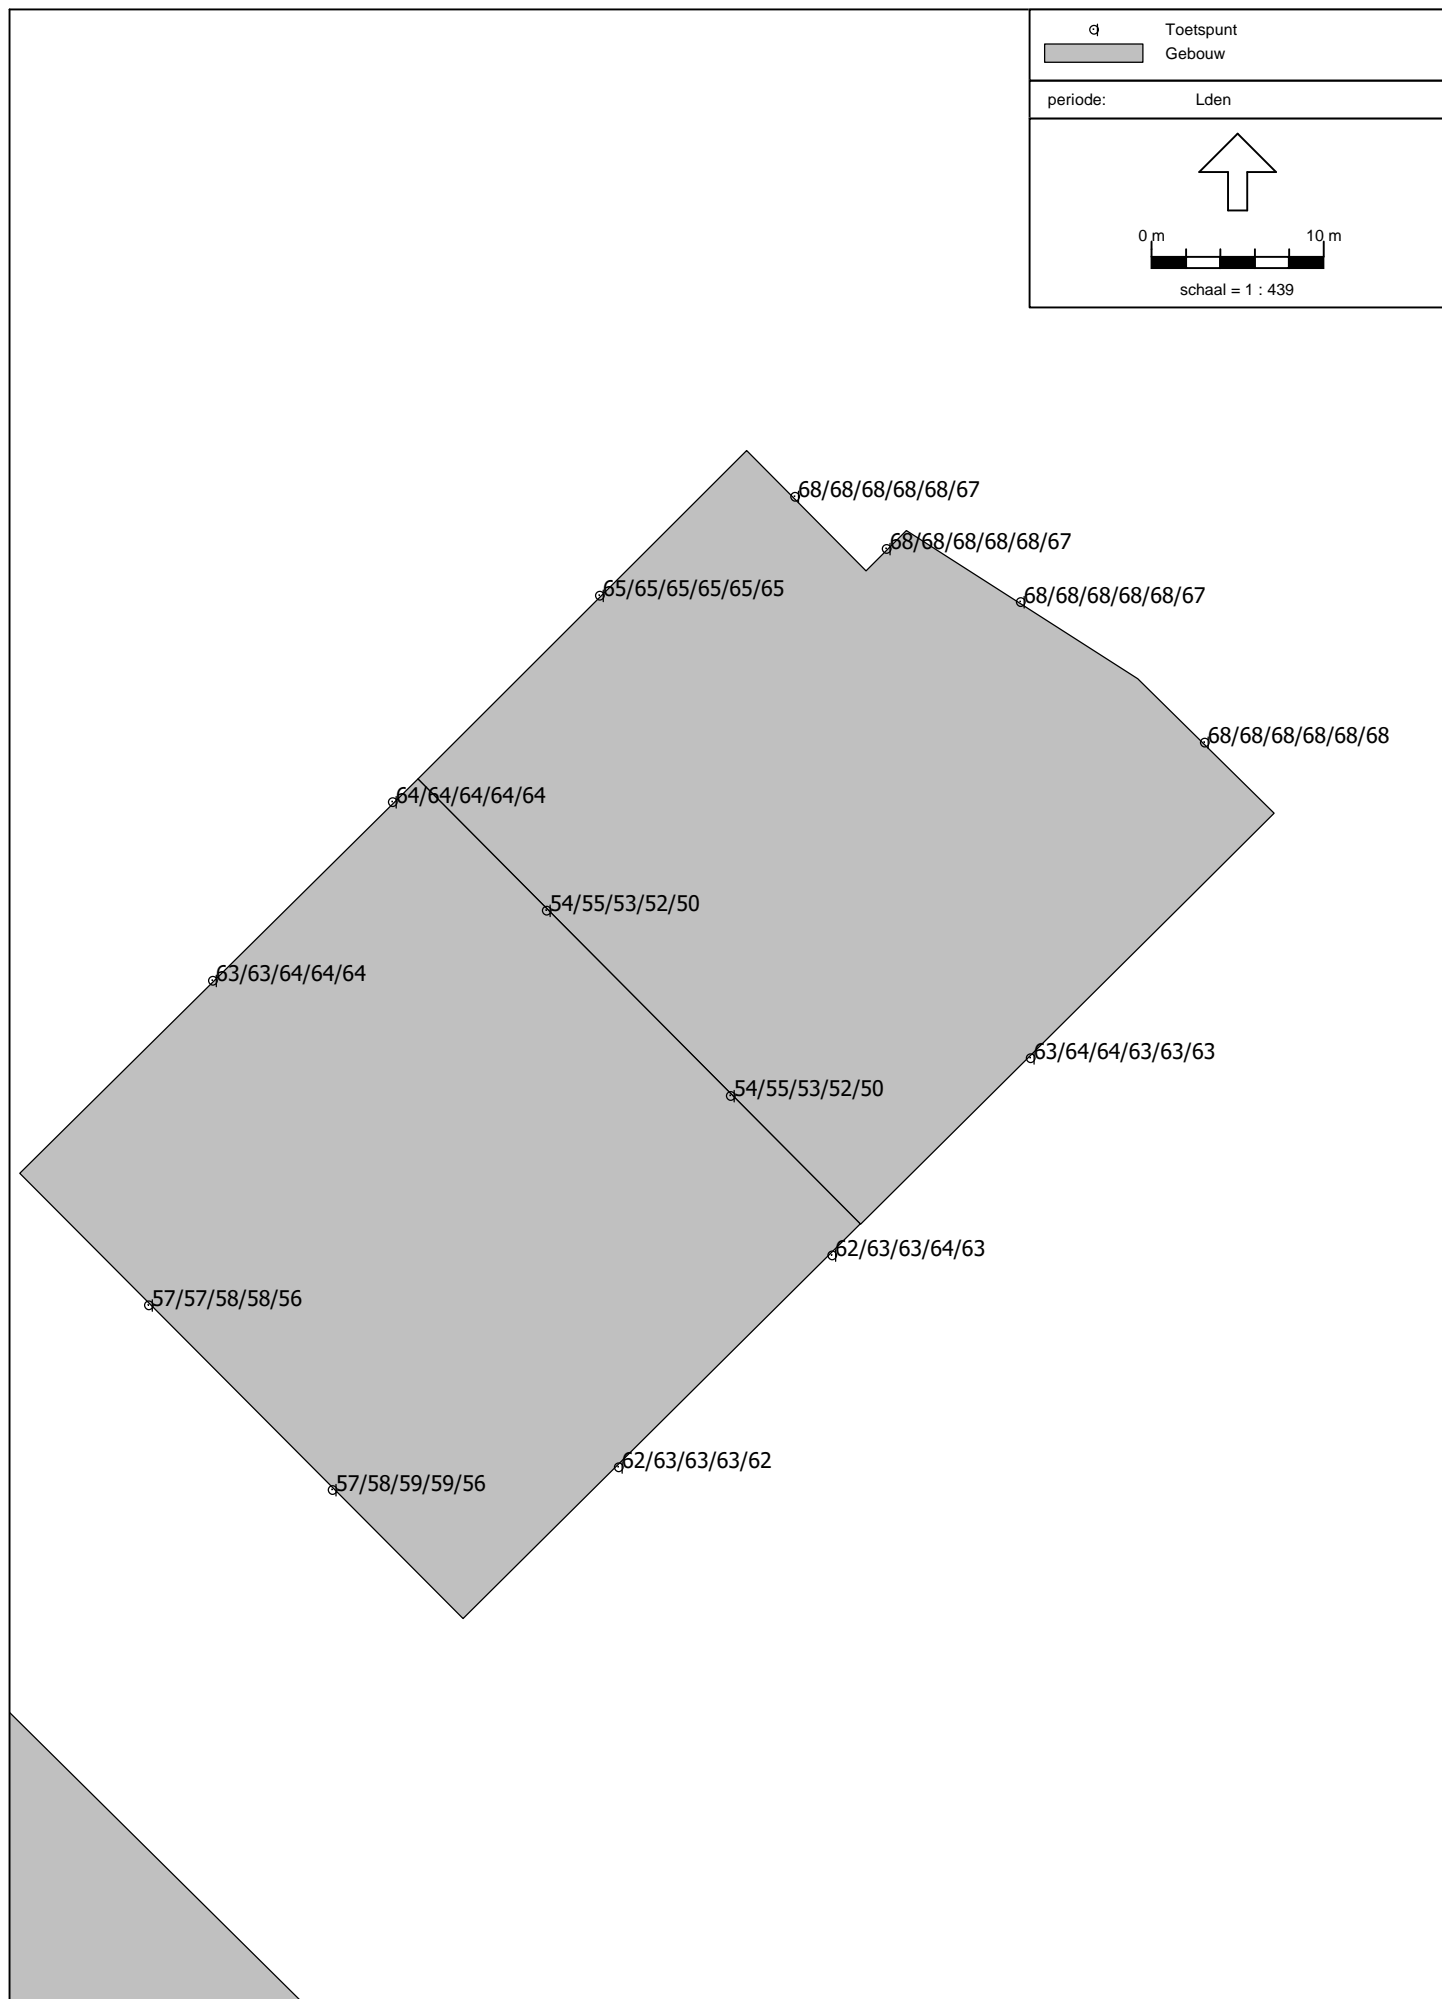 Toetspunt
Gebouw
periode: Lden
0 m 10 m
schaal = 1 : 439
68/68/68/68/68/67
68/68/68/68/68/67
65/65/65/65/65/65
68/68/68/68/68/67
68/68/68/68/68/68
64/64/64/64/64
54/55/53/52/50
63/63/64/64/64
63/64/64/63/63/63
54/55/53/52/50
62/63/63/64/63
57/57/58/58/56
62/63/63/63/62
57/58/59/59/56